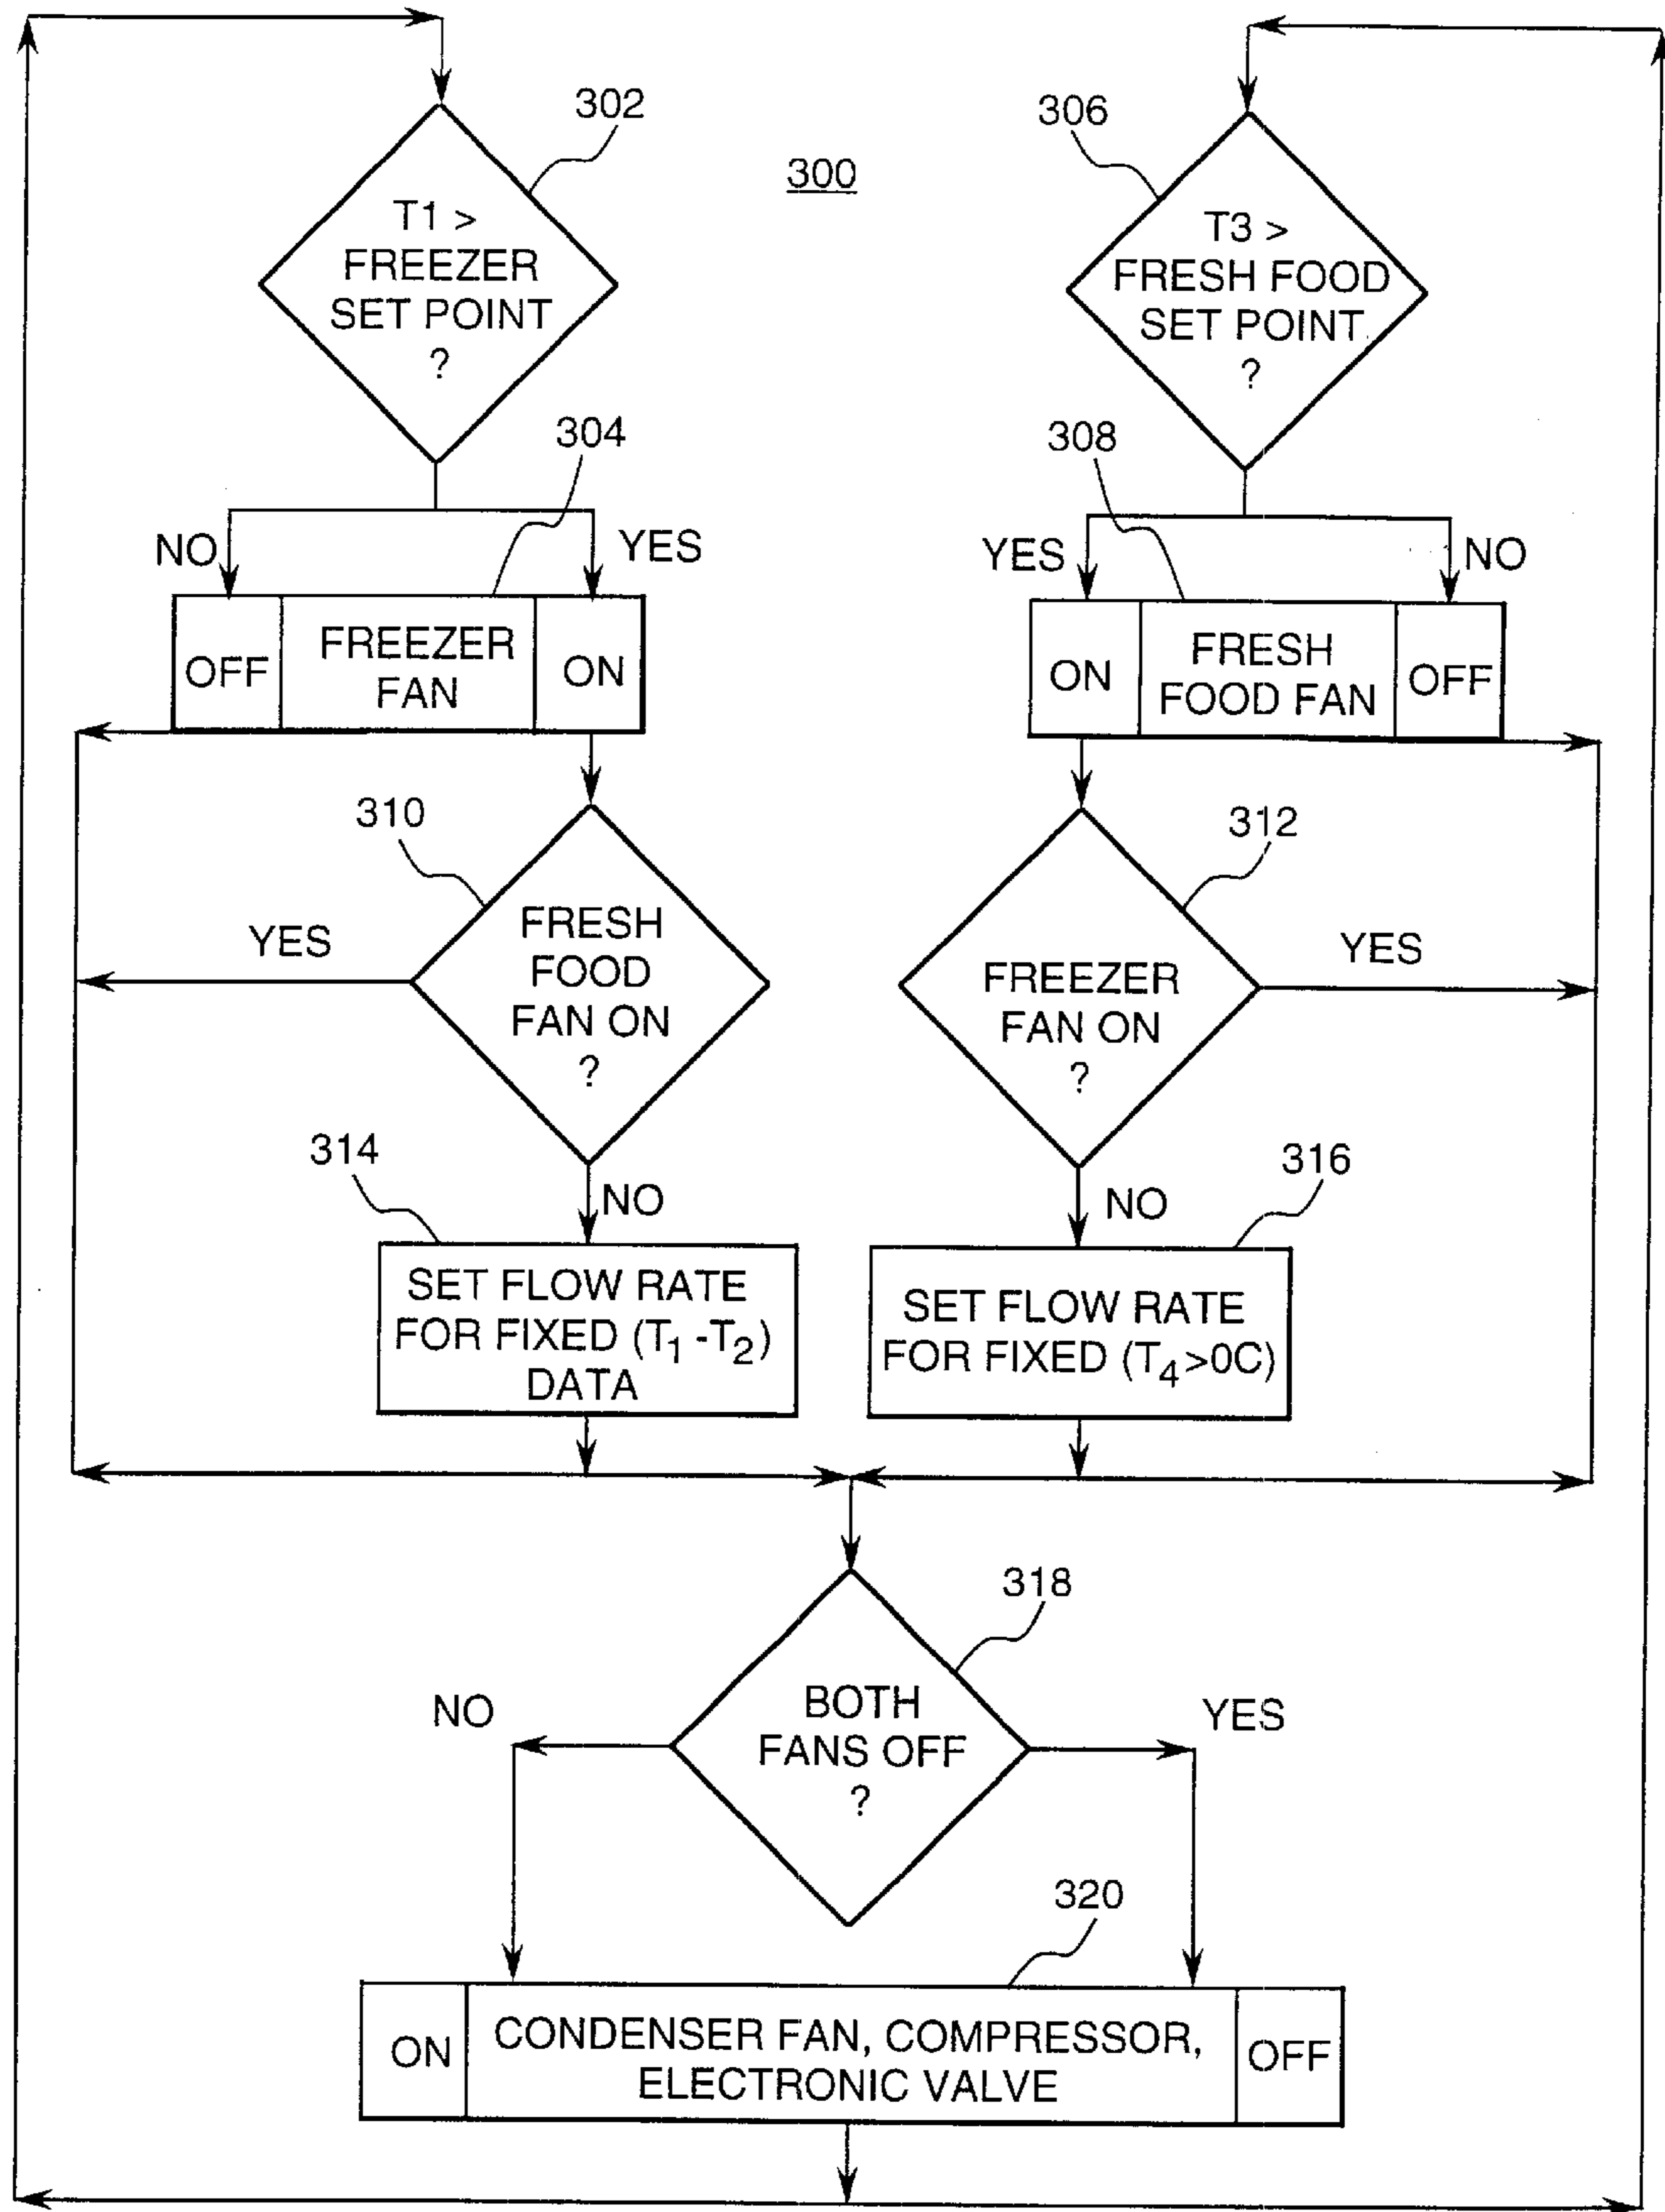 302
306
300
T1 >
FREEZER
SET POINT
?
T3 >
FRESH FOOD
SET POINT
?
304
308
NO
YES
YES
NO
OFF
FREEZER
FAN
ON
ON
FRESH
FOOD FAN
OFF
310
312
FRESH
FOOD
FAN ON
?
YES
FREEZER
FAN ON
?
YES
314
316
NO
NO
SET FLOW RATE
FOR FIXED (T1 -T2)
DATA
SET FLOW RATE
FOR FIXED (T4>0C)
318
NO
BOTH
FANS OFF
?
YES
320
ON
CONDENSER FAN, COMPRESSOR,
ELECTRONIC VALVE
OFF